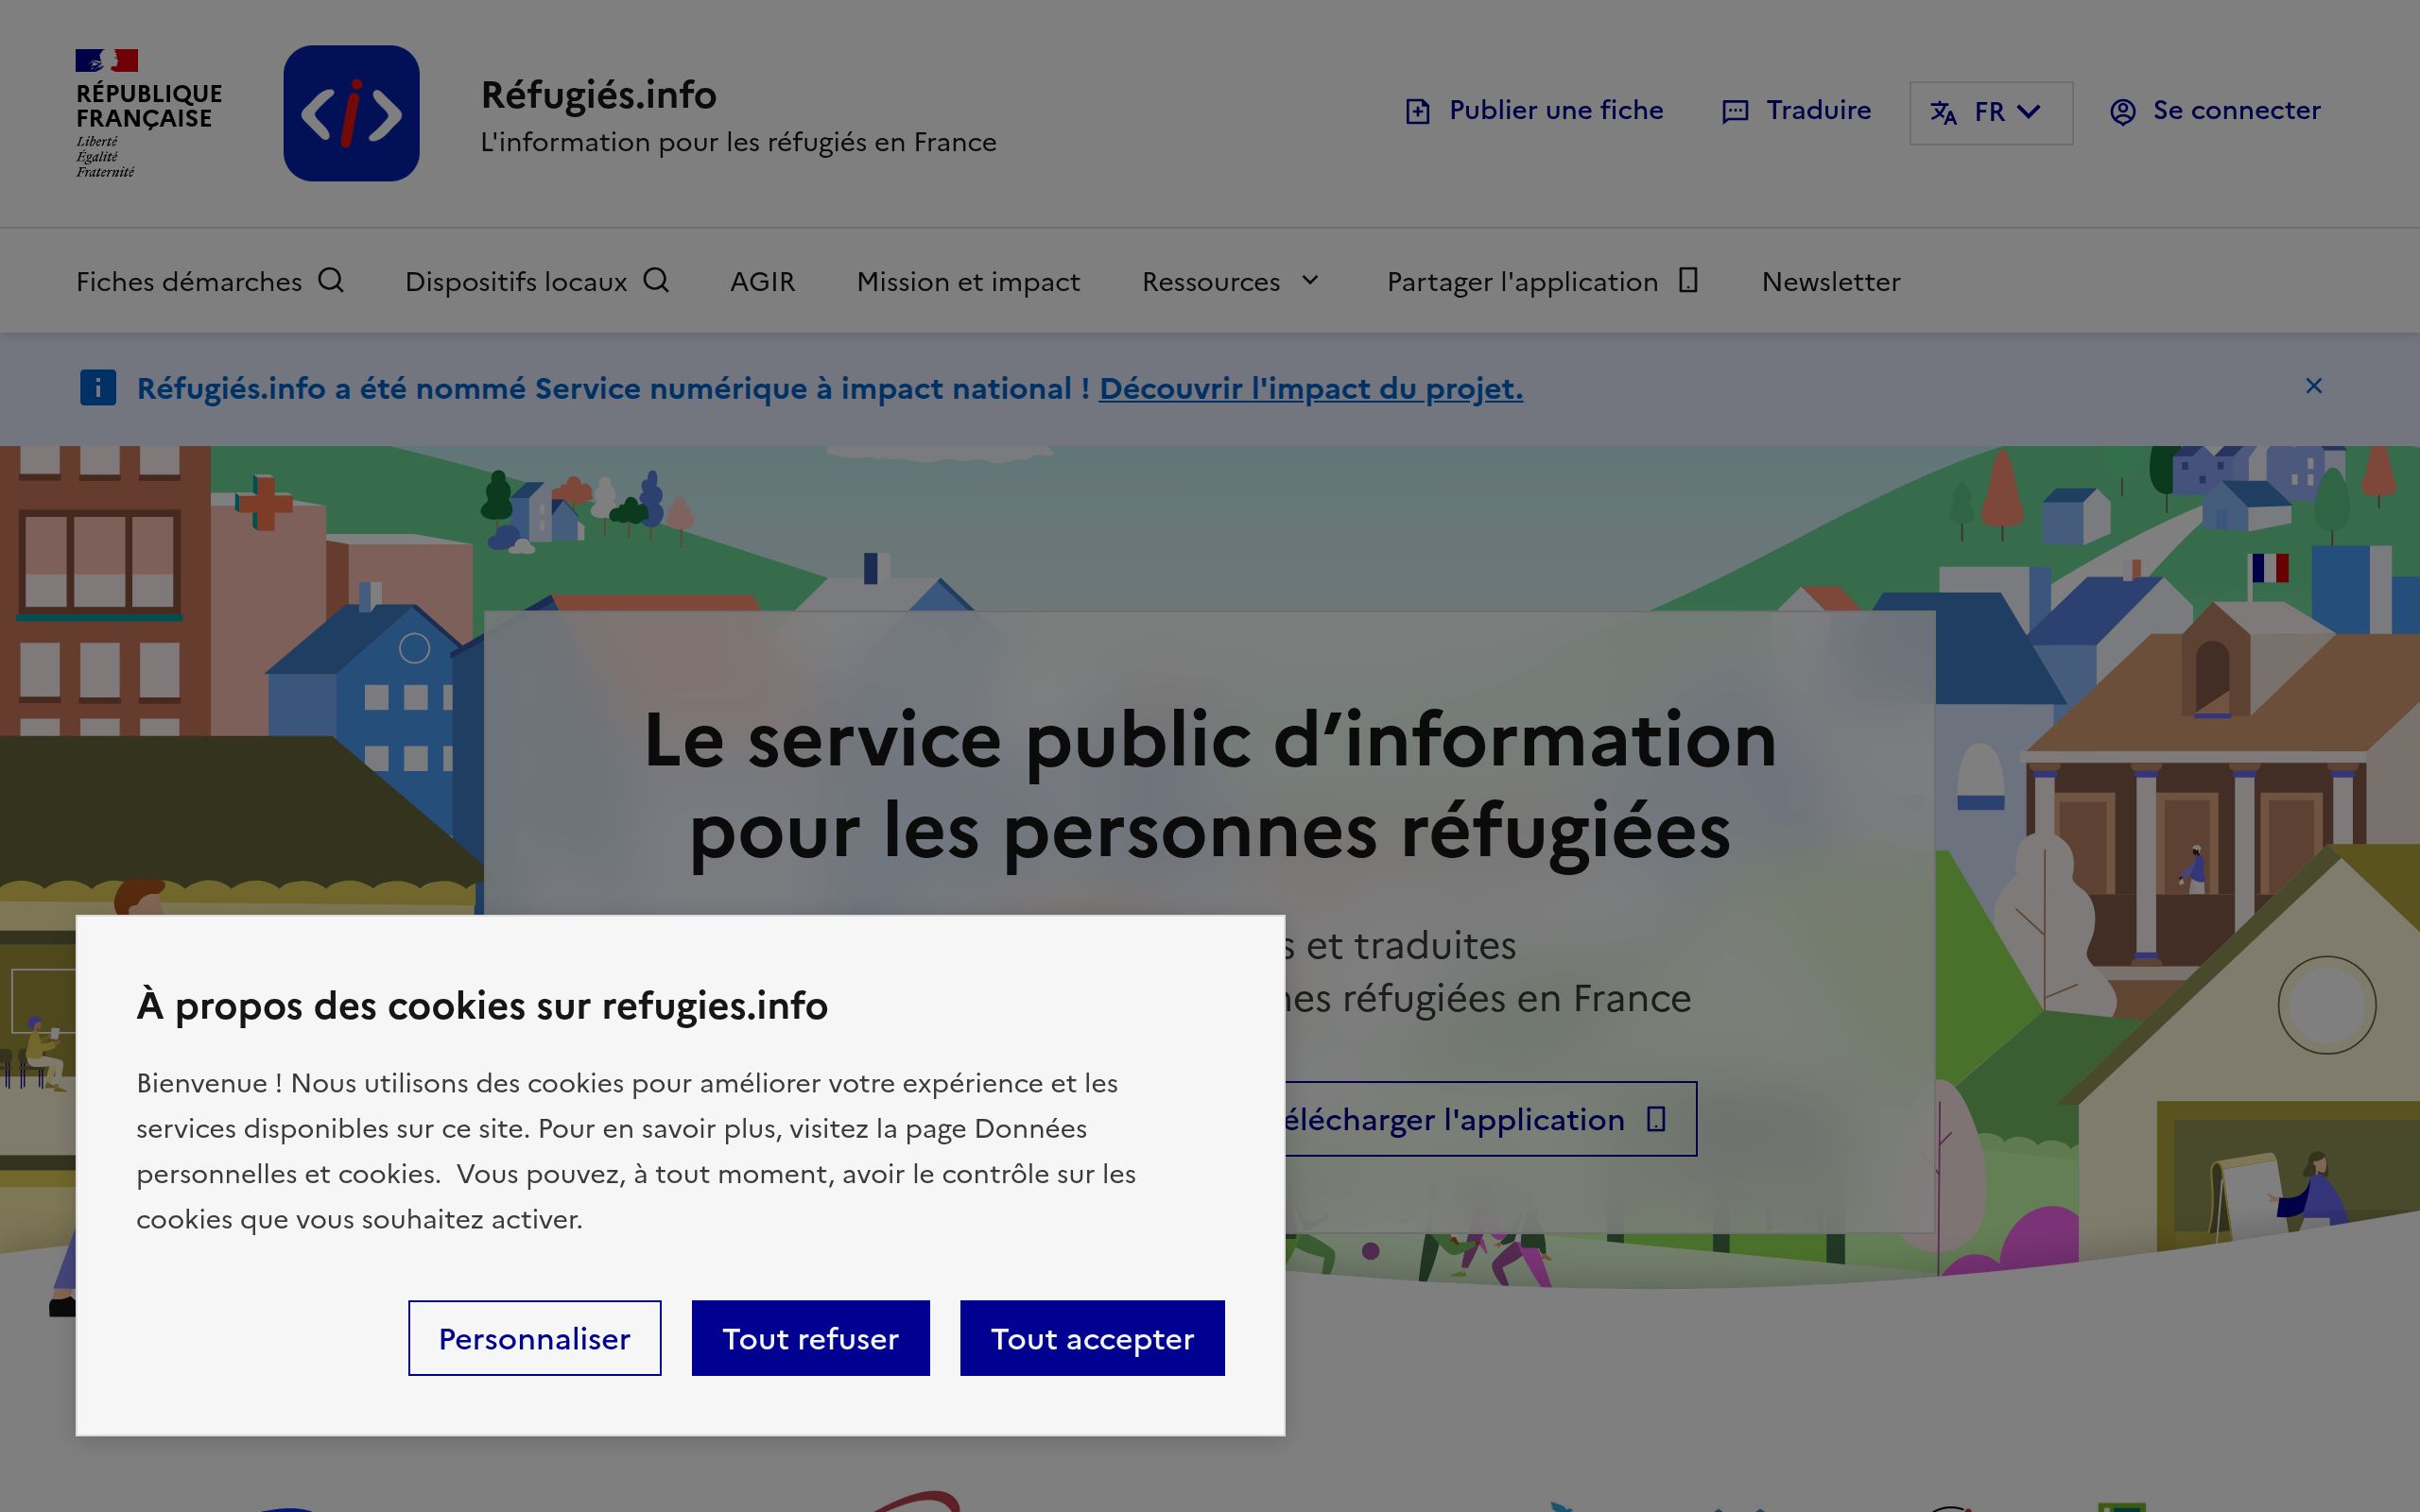 RÉPUBLIQUE
FRANÇAISE
Liberté
Égalité
Fraternité
Réfugiés.info
L'information pour les réfugiés en France
Publier une fiche
Traduire
FR
Se connecter
Fiches démarches
Dispositifs locaux
AGIR
Mission et impact
Ressources
Partager l'application
Newsletter
Réfugiés.info a été nommé Service numérique à impact national ! Découvrir l'impact du projet.
Le service public d’information
pour les personnes réfugiées
et traduites
réfugiées en France
l'application
À propos des cookies sur refugies.info
Bienvenue ! Nous utilisons des cookies pour améliorer votre expérience et les
services disponibles sur ce site. Pour en savoir plus, visitez la page Données
personnelles et cookies.  Vous pouvez, à tout moment, avoir le contrôle sur les
cookies que vous souhaitez activer.
Personnaliser
Tout refuser
Tout accepter